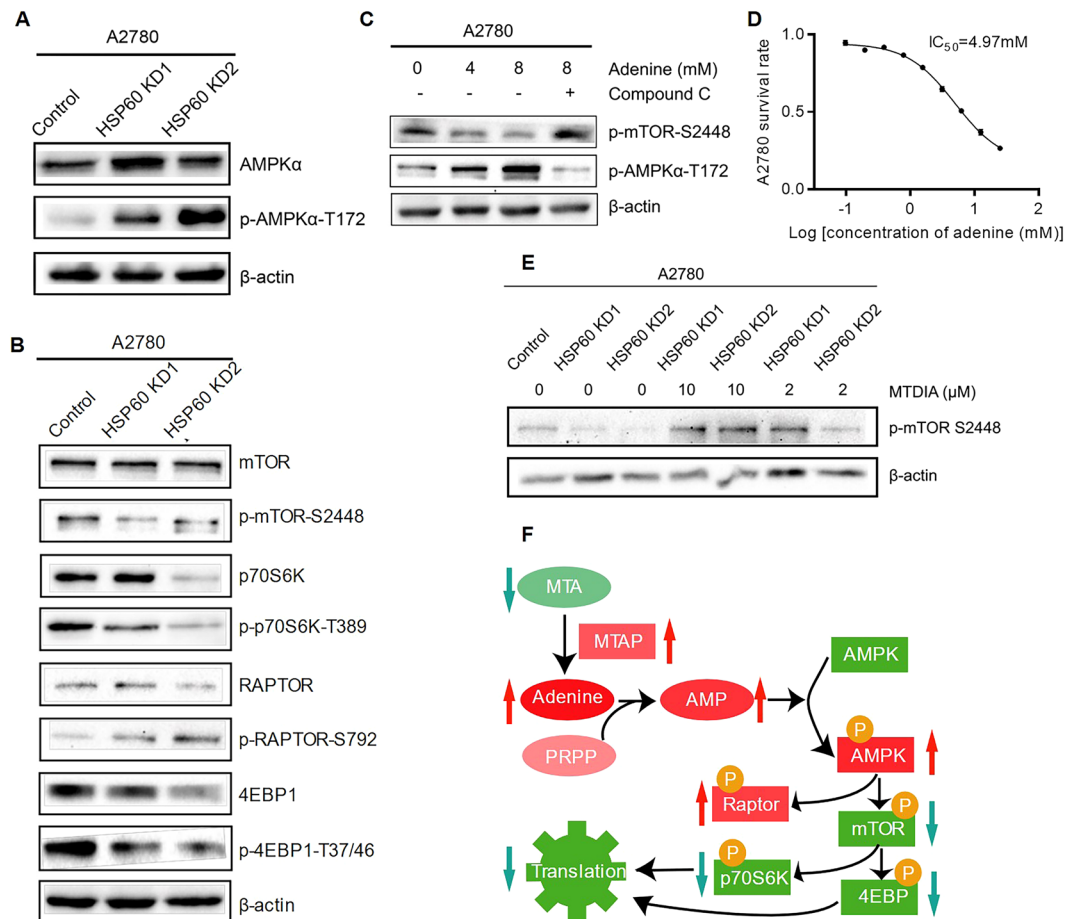 A
A2780
Control
HSP60 KD1
HSP60 KD2
AMPKα
p-AMPKα-T172
β-actin
B
A2780
Control
HSP60 KD1
HSP60 KD2
mTOR
p-mTOR-S2448
p70S6K
p-p70S6K-T389
RAPTOR
p-RAPTOR-S792
4EBP1
p-4EBP1-T37/46
β-actin
C
A2780
0 4 8 8 Adenine (mM)
- - - + Compound C
p-mTOR-S2448
p-AMPKα-T172
β-actin
D
IC50=4.97mM
A2780 survival rate
1.0
0.5
0.0
-1 0 1 2
Log [concentration of adenine (mM)]
E
A2780
Control
HSP60 KD1
HSP60 KD2
HSP60 KD1
HSP60 KD2
HSP60 KD1
HSP60 KD2
0 0 0 10 10 2 2 MTDIA (µM)
p-mTOR S2448
β-actin
F
MTA
MTAP
AMPK
Adenine
AMP
PRPP
P
AMPK
P
Raptor
P
mTOR
P
p70S6K
Translation
P
4EBP